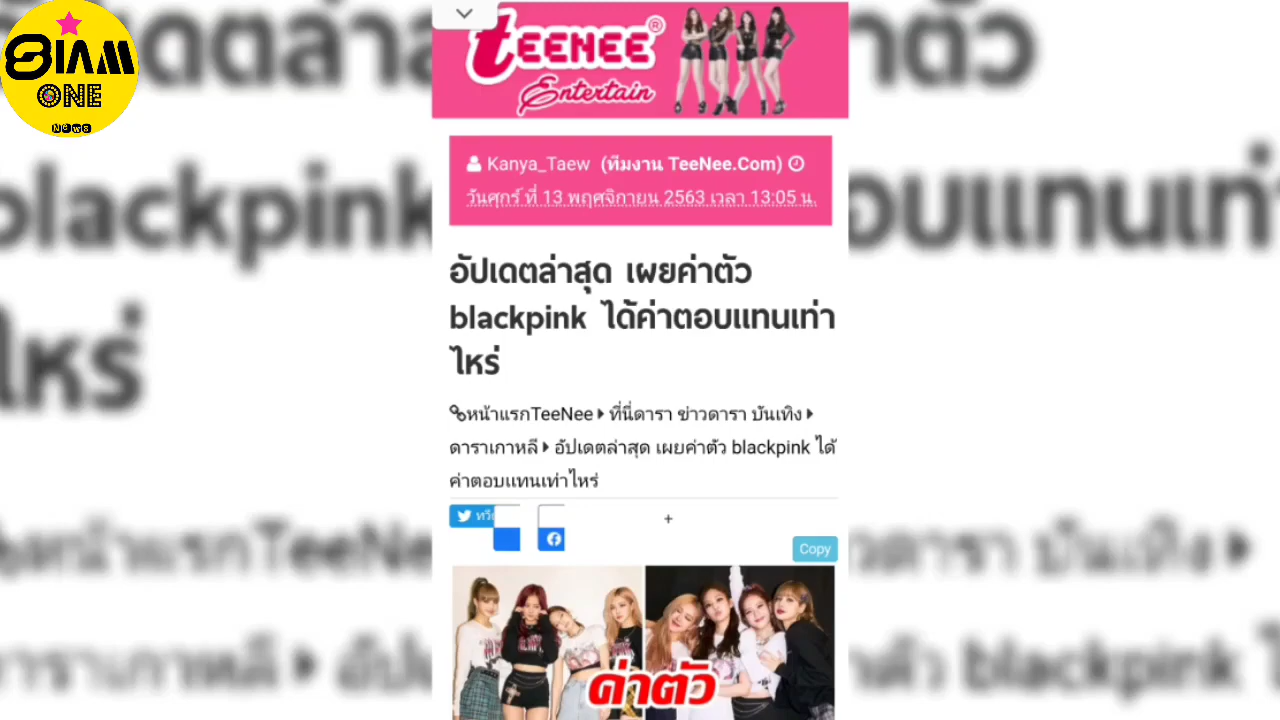 SIAM
ONE
News
TEENEE®
Entertain
Kanya_Taew (ทีมงาน TeeNee.Com)
วันศุกร์ ที่ 13 พฤศจิกายน 2563 เวลา 13:05 น.
อัปเดตล่าสุด เผยค่าตัว
blackpink ได้ค่าตอบแทนเท่า
ไหร่
หน้าแรกTeeNee ที่นี่ดารา ข่าวดารา บันเทิง
ดาราเกาหลี อัปเดตล่าสุด เผยค่าตัว blackpink ได้
ค่าตอบแทนเท่าไหร่
+
Copy
ค่าตัว